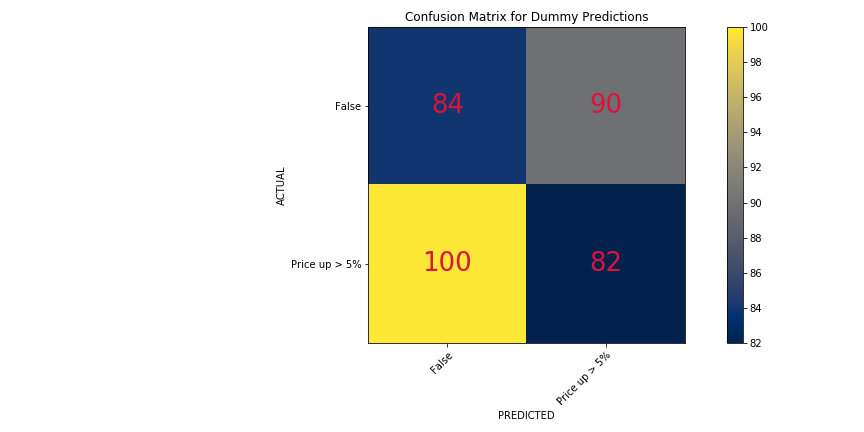 Confusion Matrix for Dummy Predictions
ACTUAL
False
Price up > 5%
84
90
100
82
False
Price up > 5%
PREDICTED
100
98
96
94
92
90
88
86
84
82